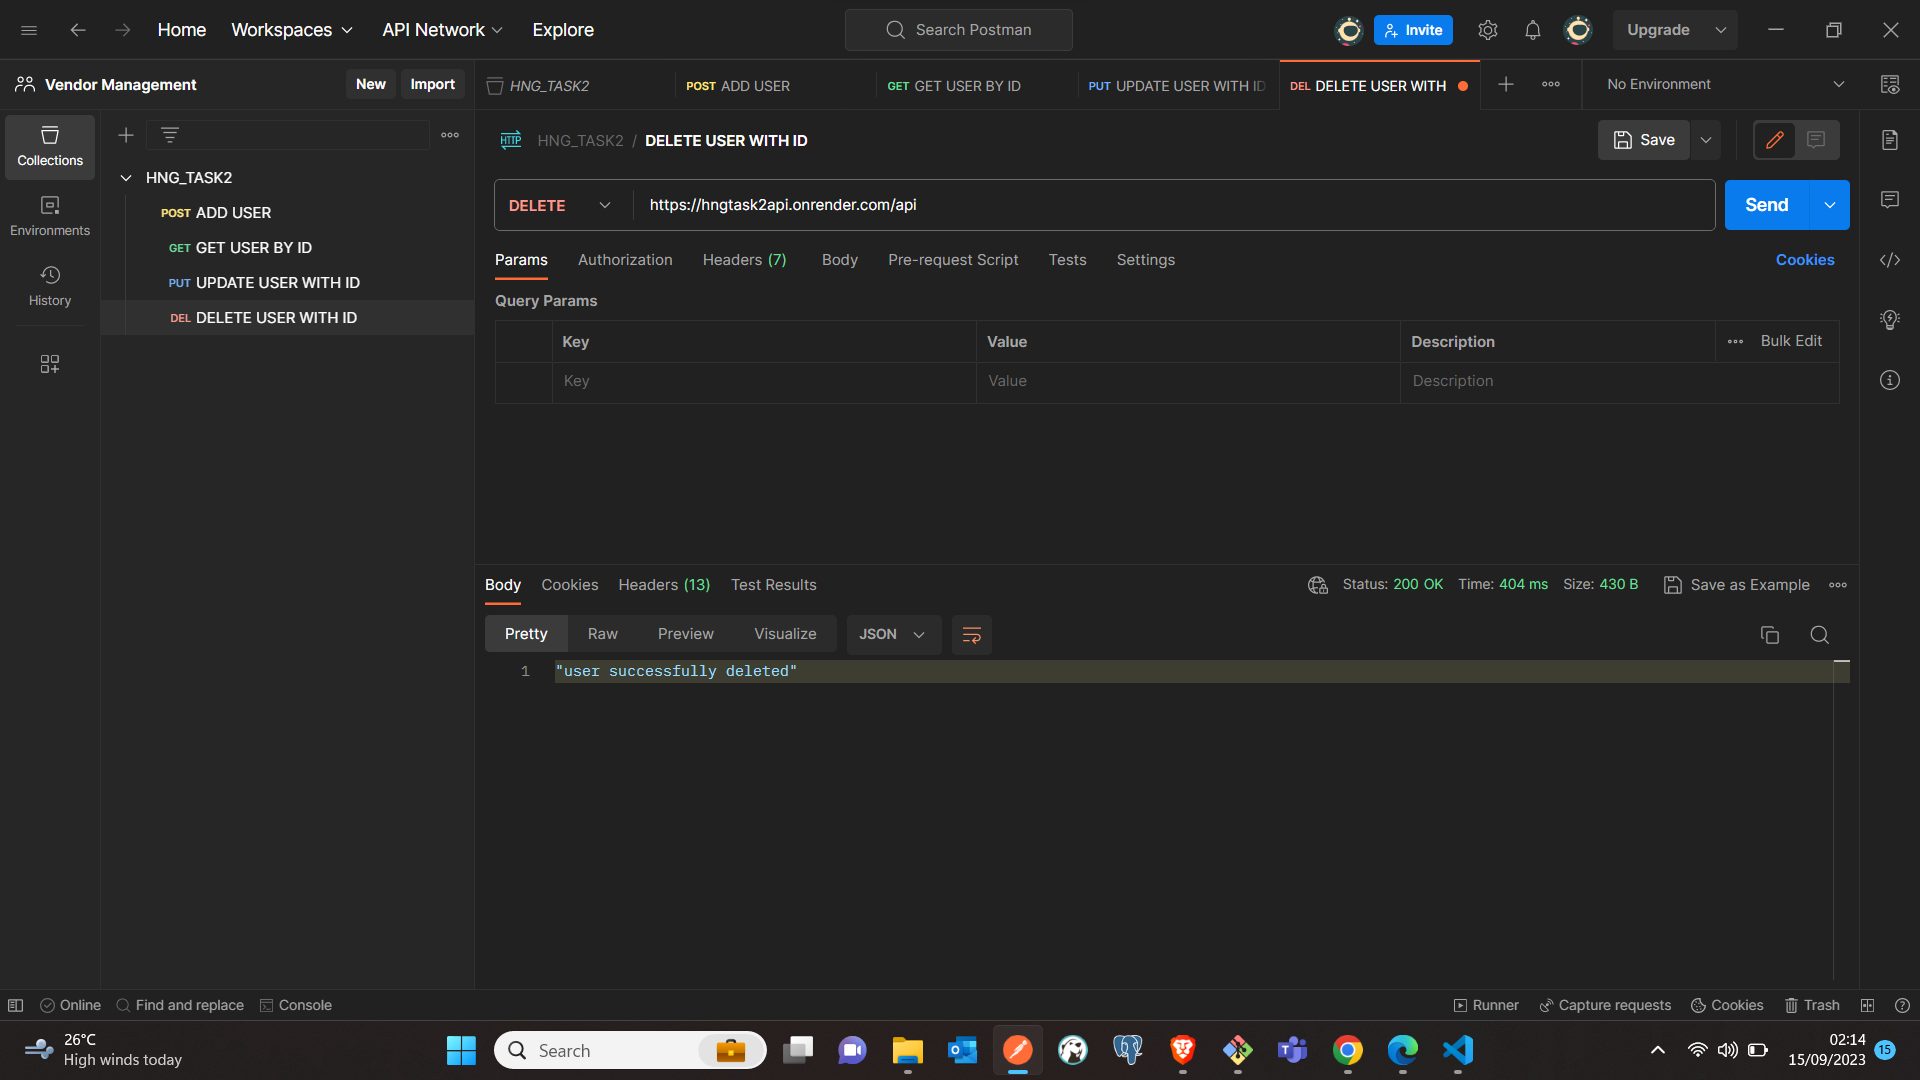 Home Workspaces API Network Explore
Search Postman
Invite
Upgrade
Vendor Management New Import
HNG_TASK2
POST ADD USER
GET GET USER BY ID
PUT UPDATE USER WITH ID
DEL DELETE USER WITH
No Environment
Collections
Environments
History
HNG_TASK2
POST ADD USER
GET GET USER BY ID
PUT UPDATE USER WITH ID
DEL DELETE USER WITH ID
HTTP HNG_TASK2 / DELETE USER WITH ID
Save
DELETE https://hngtask2api.onrender.com/api
Send
Params Authorization Headers (7) Body Pre-request Script Tests Settings Cookies
Query Params
Key Value Description Bulk Edit
Key Value Description
Body Cookies Headers (13) Test Results
Status: 200 OK Time: 404 ms Size: 430 B Save as Example
Pretty Raw Preview Visualize JSON
1 "user successfully deleted"
Online Find and replace Console
Runner Capture requests Cookies Trash
26°C
High winds today
Search
02:14
15/09/2023
15